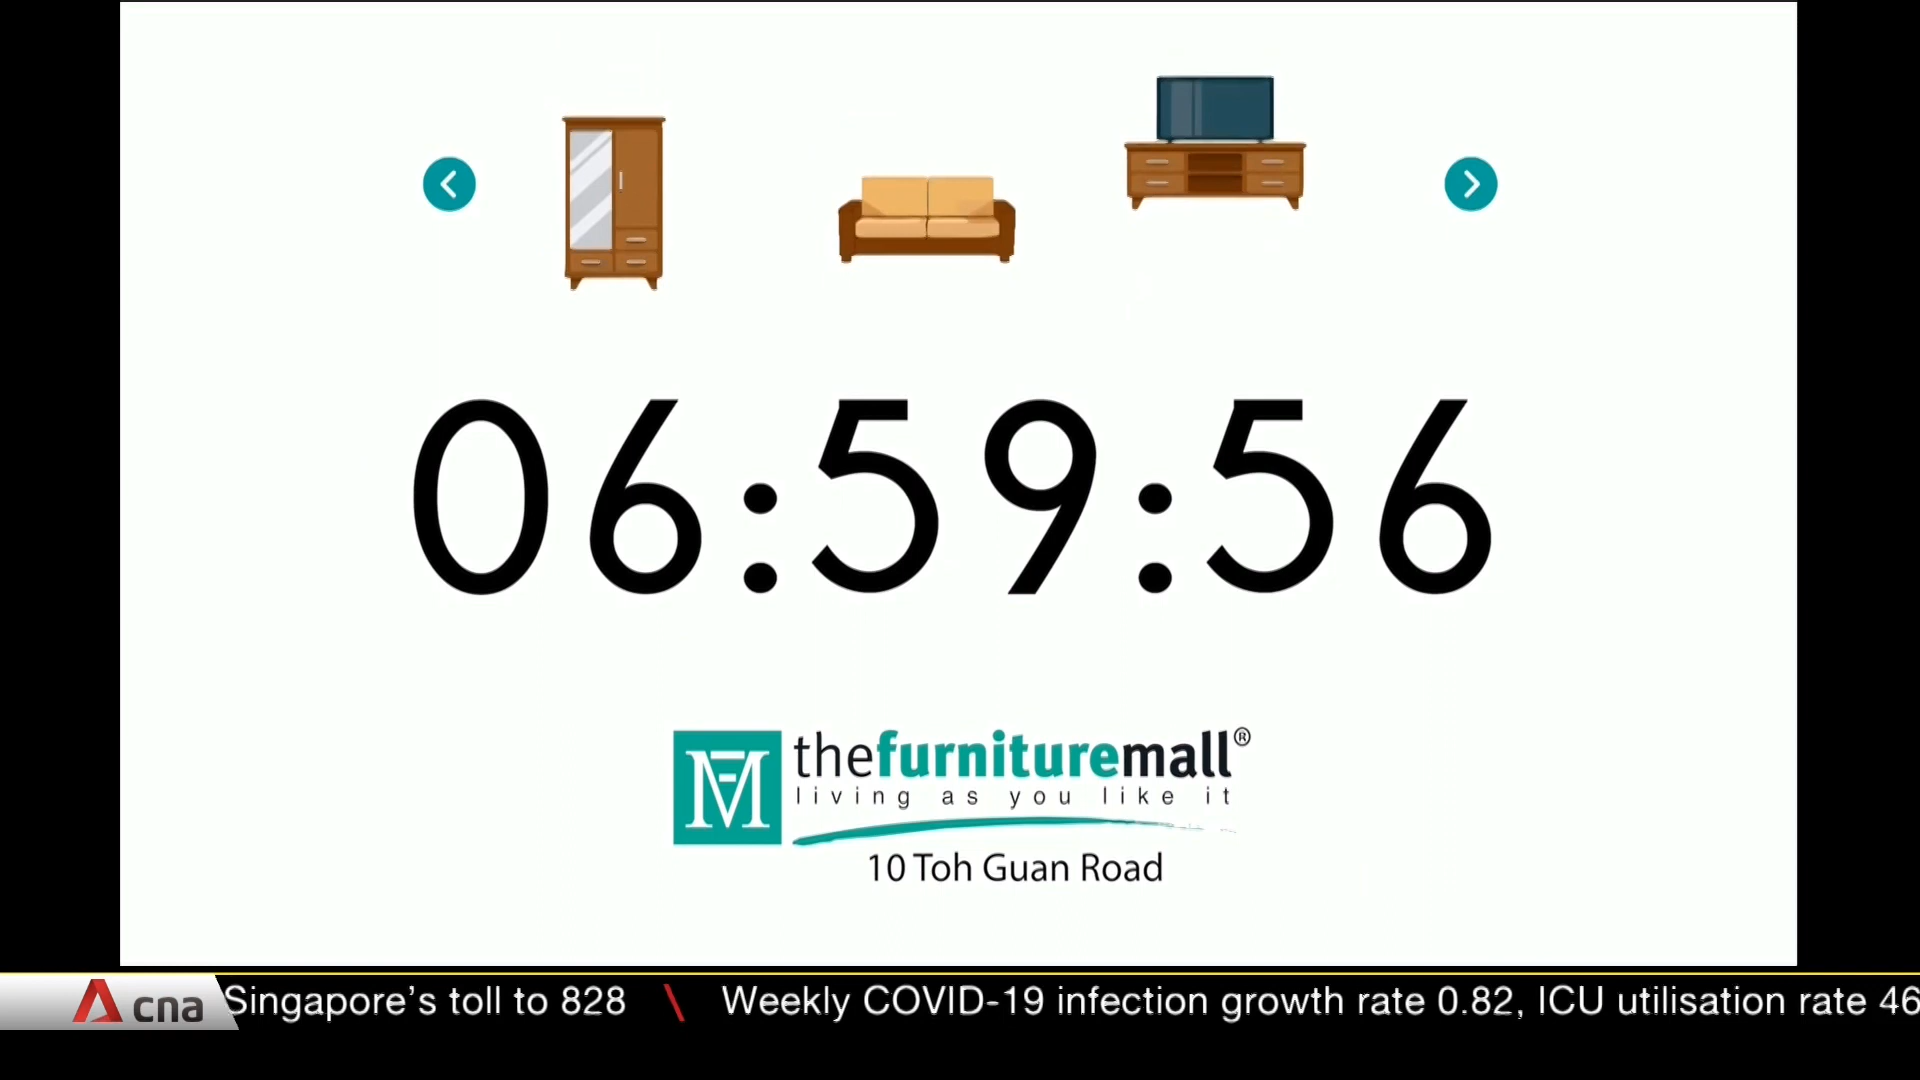 06:59:56
thefurnituremall®
living as you like it
10 Toh Guan Road
cna Singapore's toll to 828 \ Weekly COVID-19 infection growth rate 0.82, ICU utilisation rate 46